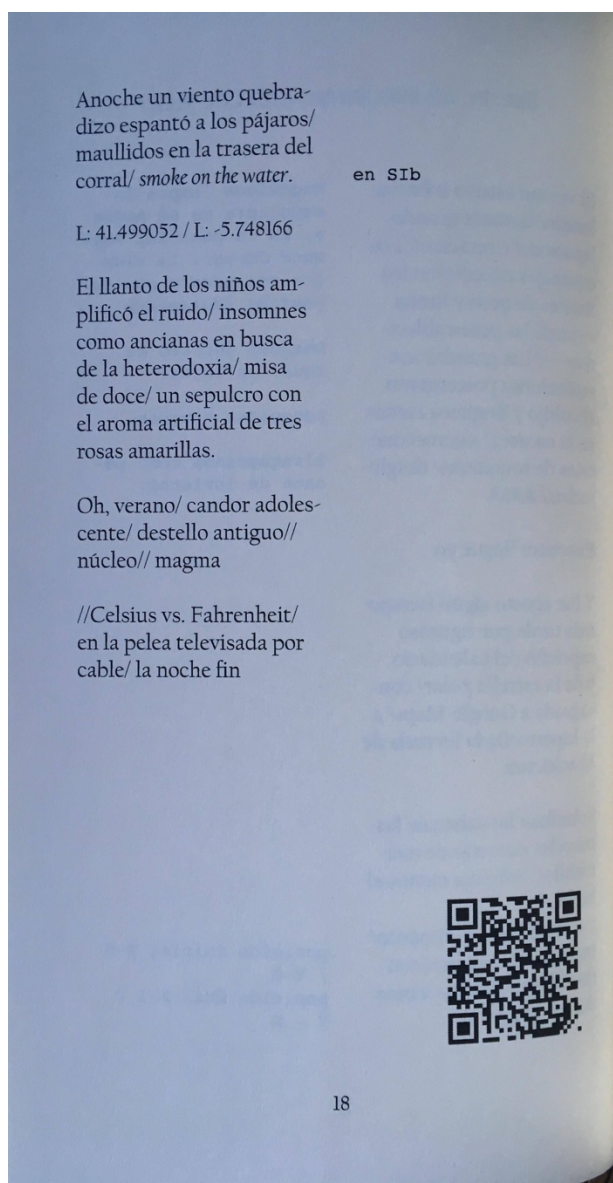 Anoche un viento quebra-
dizo espantó a los pájaros/
maullidos en la trasera del
corral/ smoke on the water. en SIb
L: 41.499052 / L: -5.748166
El llanto de los niños am-
plificó el ruido/ insomnes
como ancianas en busca
de la heterodoxia/ misa
de doce/ un sepulcro con
el aroma artificial de tres
rosas amarillas.
Oh, verano/ candor adoles-
cente/ destello antiguo//
núcleo// magma
//Celsius vs. Fahrenheit/
en la pelea televisada por
cable/ la noche fin
18